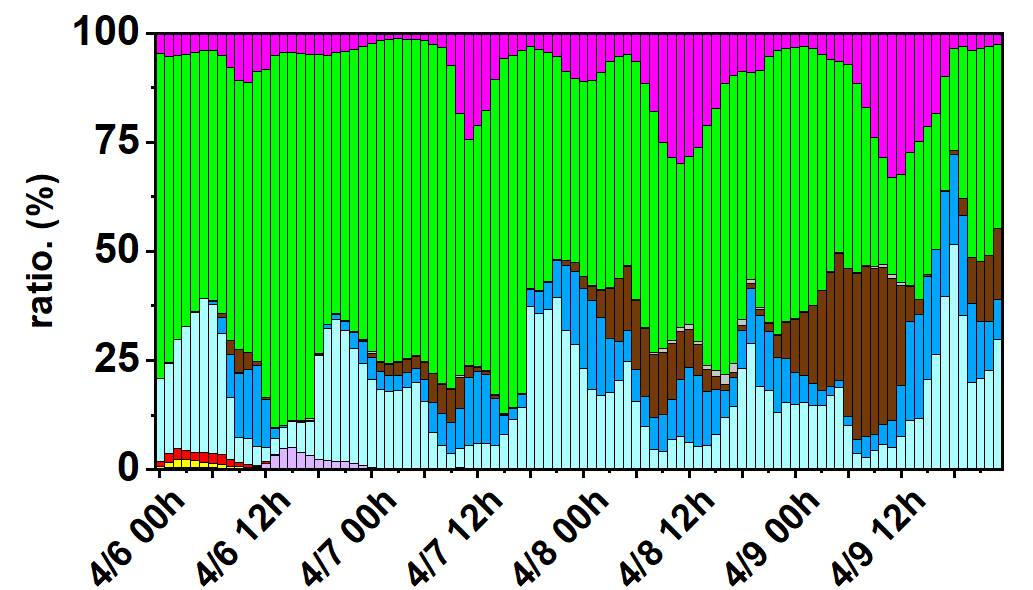 100
75
50
25
0
ratio. (%)
4/6 00h
4/6 12h
4/7 00h
4/7 12h
4/8 00h
4/8 12h
4/9 00h
4/9 12h